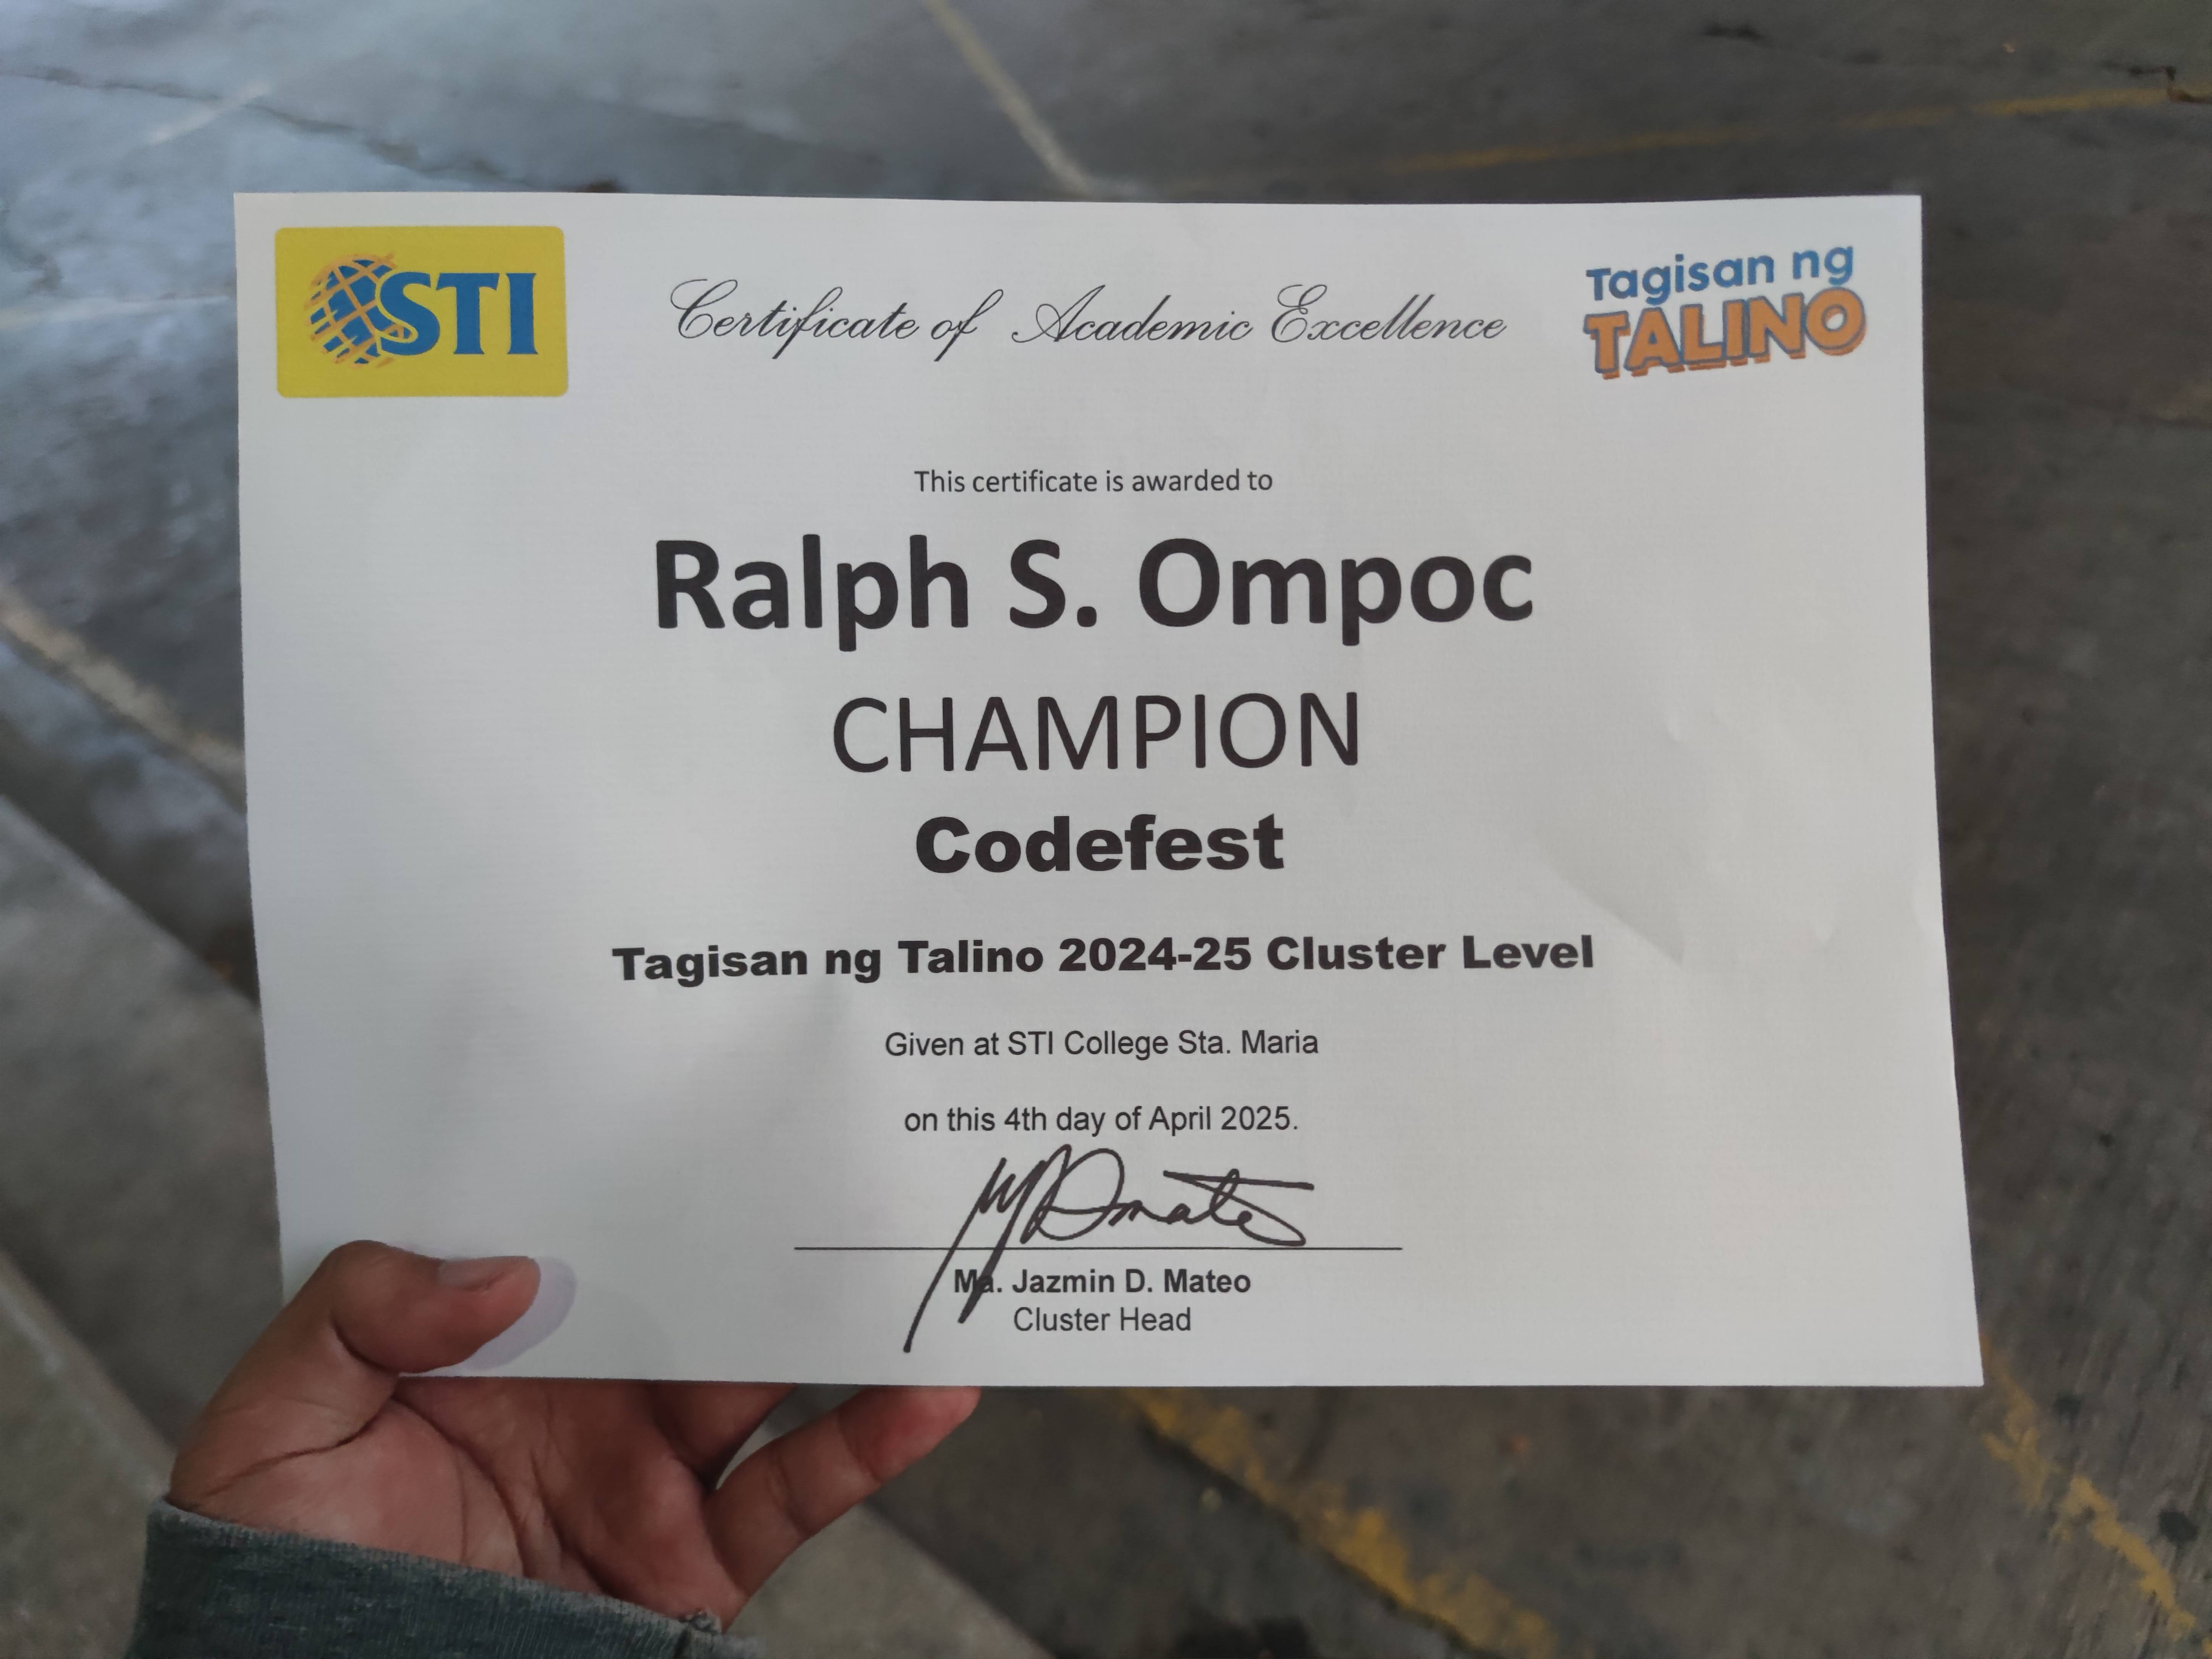 STI
Certificate of Academic Excellence
Tagisan ng
TALINO
This certificate is awarded to
Ralph S. Ompoc
CHAMPION
Codefest
Tagisan ng Talino 2024-25 Cluster Level
Given at STI College Sta. Maria
on this 4th day of April 2025.
Ma. Jazmin D. Mateo
Cluster Head